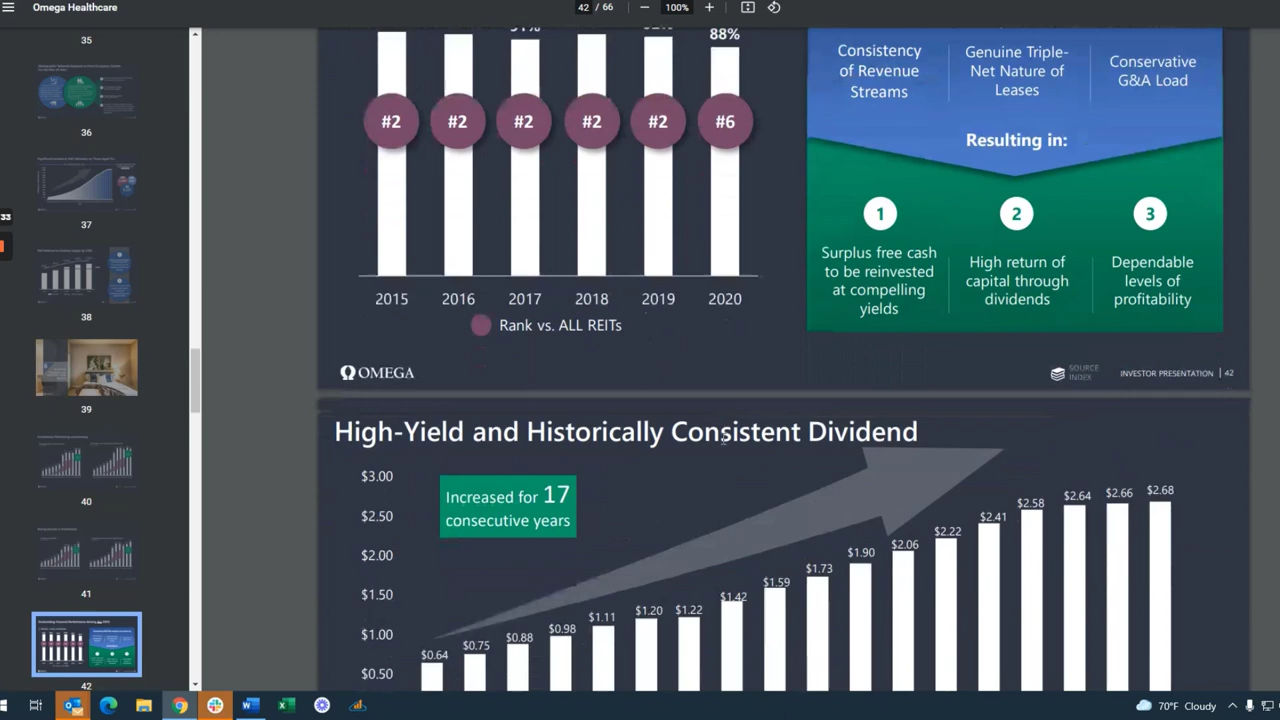 Omega Healthcare
42 / 66
100%
35
36
37
38
39
40
41
42
33
88%
#2
#2
#2
#2
#2
#6
2015
2016
2017
2018
2019
2020
Rank vs. ALL REITs
Consistency
of Revenue
Streams
Genuine Triple-
Net Nature of
Leases
Conservative
G&A Load
Resulting in:
1
2
3
Surplus free cash
to be reinvested
at compelling
yields
High return of
capital through
dividends
Dependable
levels of
profitability
OMEGA
SOURCE
INDEX
INVESTOR PRESENTATION | 42
High-Yield and Historically Consistent Dividend
Increased for 17
consecutive years
$3.00
$2.50
$2.00
$1.50
$1.00
$0.50
$0.64
$0.75
$0.88
$0.98
$1.11
$1.20
$1.22
$1.42
$1.59
$1.73
$1.90
$2.06
$2.22
$2.41
$2.58
$2.64
$2.66
$2.68
70°F Cloudy